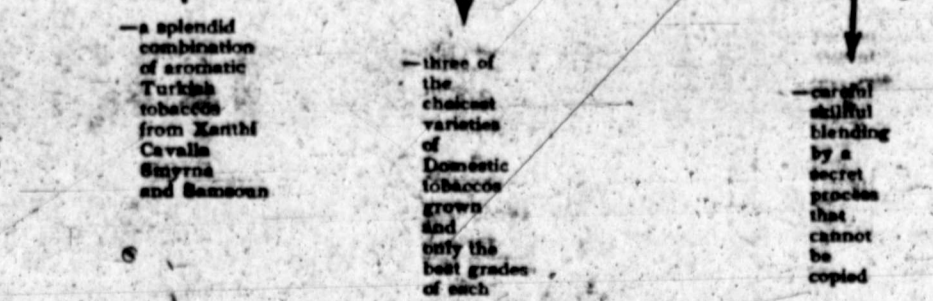 —a splendid
combination
of aromatic
Turkish
tobaccos
from Xanthi
Cavalla
Smyrna
and Samsoun
—three of
the
choicest
varieties
of
Domestic
tobaccos
grown
and
only the
best grades
of each
—careful
skillful
blending
by a
secret
process
that
cannot
be
copied